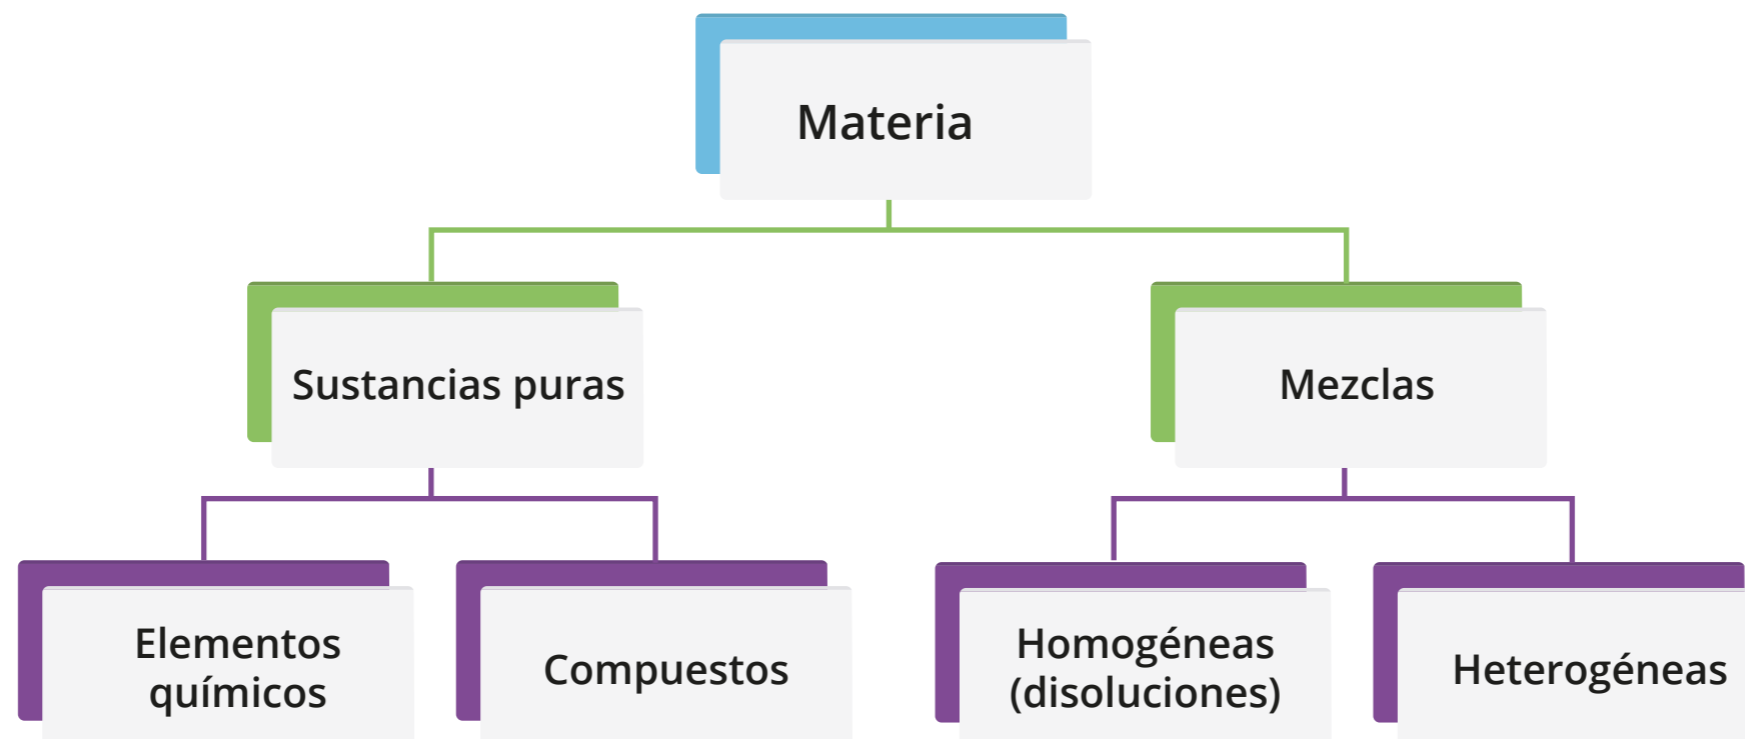 Materia
Sustancias puras
Mezclas
Elementos
químicos
Compuestos
Homogéneas
(disoluciones)
Heterogéneas